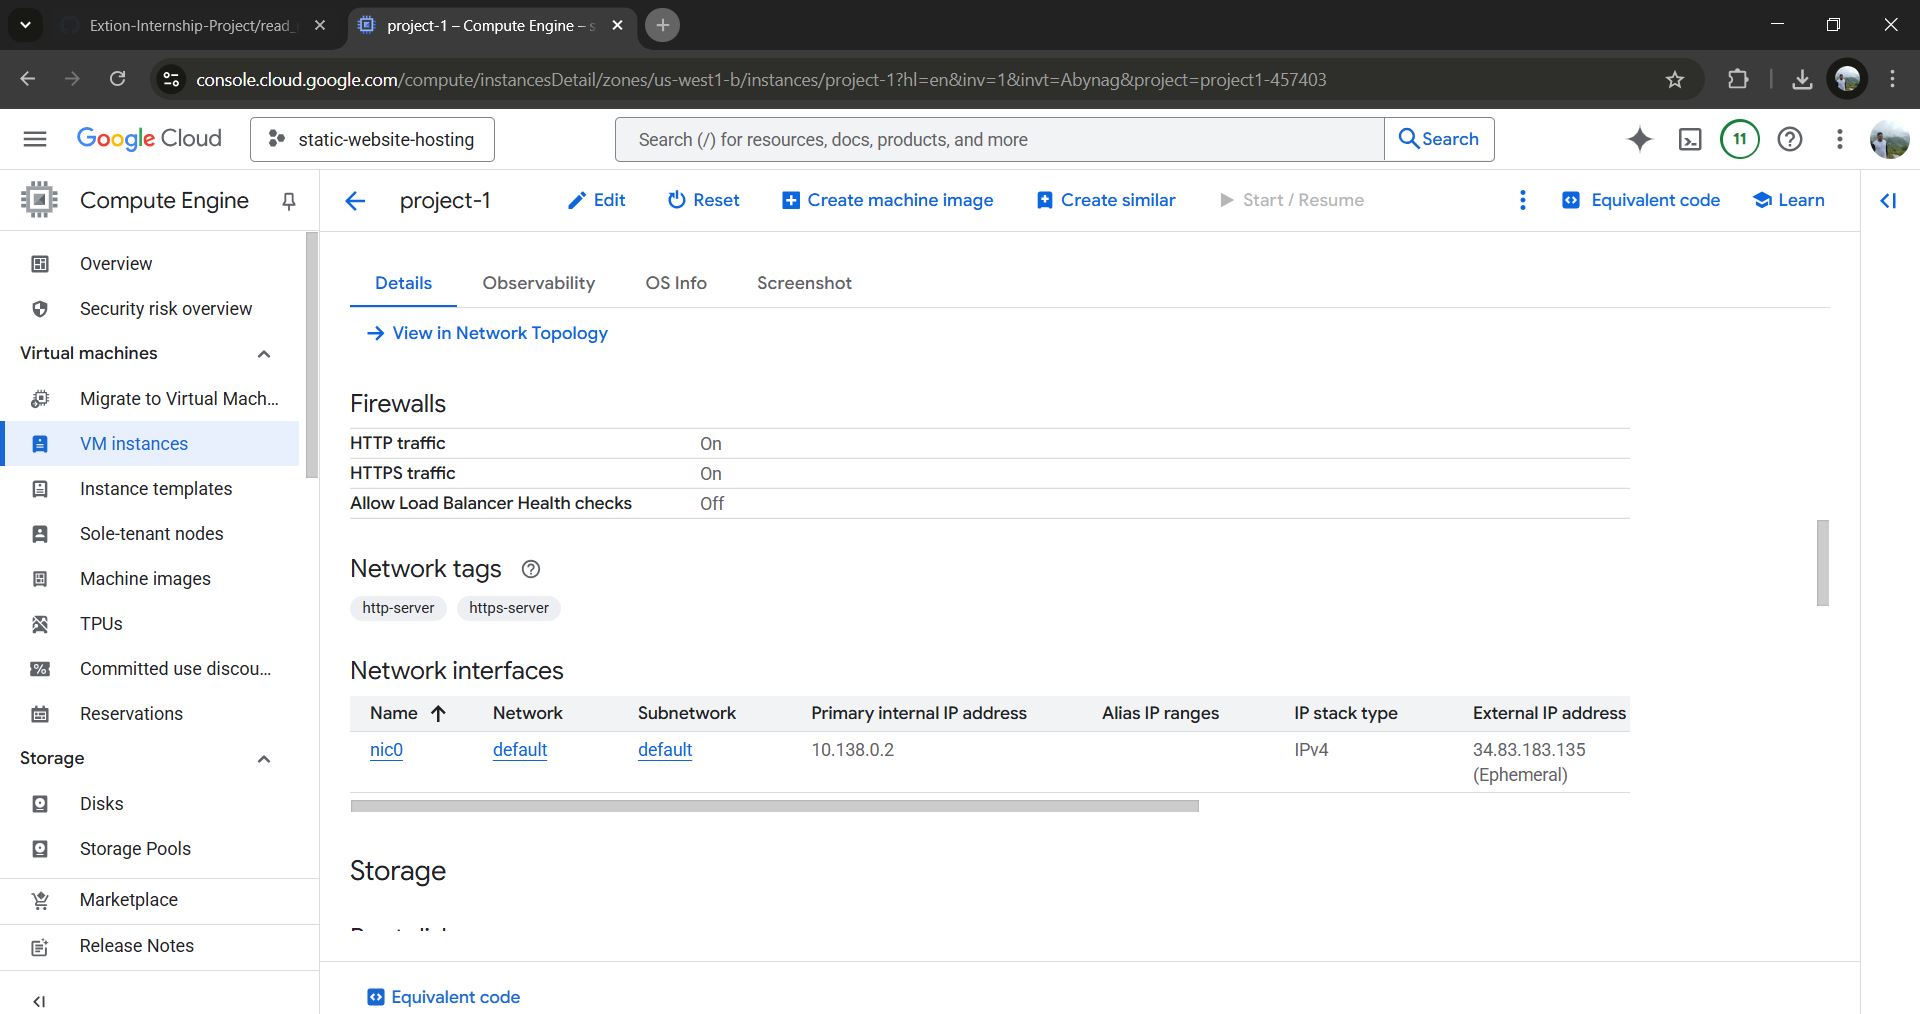 Extion-Internship-Project/read_
project-1 – Compute Engine – s
console.cloud.google.com/compute/instancesDetail/zones/us-west1-b/instances/project-1?hl=en&inv=1&invt=Abynag&project=project1-457403
Google Cloud
static-website-hosting
Search (/) for resources, docs, products, and more
Search
11
Compute Engine
project-1
Edit
Reset
Create machine image
Create similar
Start / Resume
Equivalent code
Learn
Overview
Security risk overview
Virtual machines
Migrate to Virtual Mach...
VM instances
Instance templates
Sole-tenant nodes
Machine images
TPUs
Committed use discou...
Reservations
Storage
Disks
Storage Pools
Marketplace
Release Notes
Details
Observability
OS Info
Screenshot
View in Network Topology
Firewalls
HTTP traffic On
HTTPS traffic On
Allow Load Balancer Health checks Off
Network tags
http-server https-server
Network interfaces
Name Network Subnetwork Primary internal IP address Alias IP ranges IP stack type External IP address
nic0 default default 10.138.0.2 IPv4 34.83.183.135
(Ephemeral)
Storage
Equivalent code